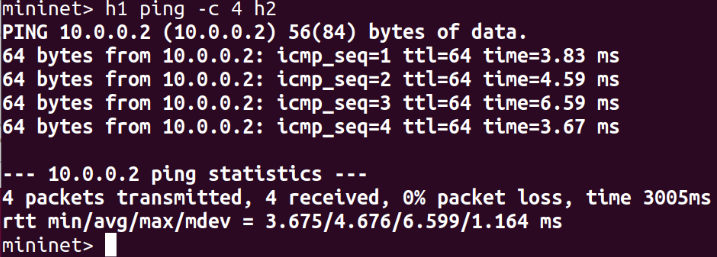 mininet> h1 ping -c 4 h2
PING 10.0.0.2 (10.0.0.2) 56(84) bytes of data.
64 bytes from 10.0.0.2: icmp_seq=1 ttl=64 time=3.83 ms
64 bytes from 10.0.0.2: icmp_seq=2 ttl=64 time=4.59 ms
64 bytes from 10.0.0.2: icmp_seq=3 ttl=64 time=6.59 ms
64 bytes from 10.0.0.2: icmp_seq=4 ttl=64 time=3.67 ms

--- 10.0.0.2 ping statistics ---
4 packets transmitted, 4 received, 0% packet loss, time 3005ms
rtt min/avg/max/mdev = 3.675/4.676/6.599/1.164 ms
mininet>